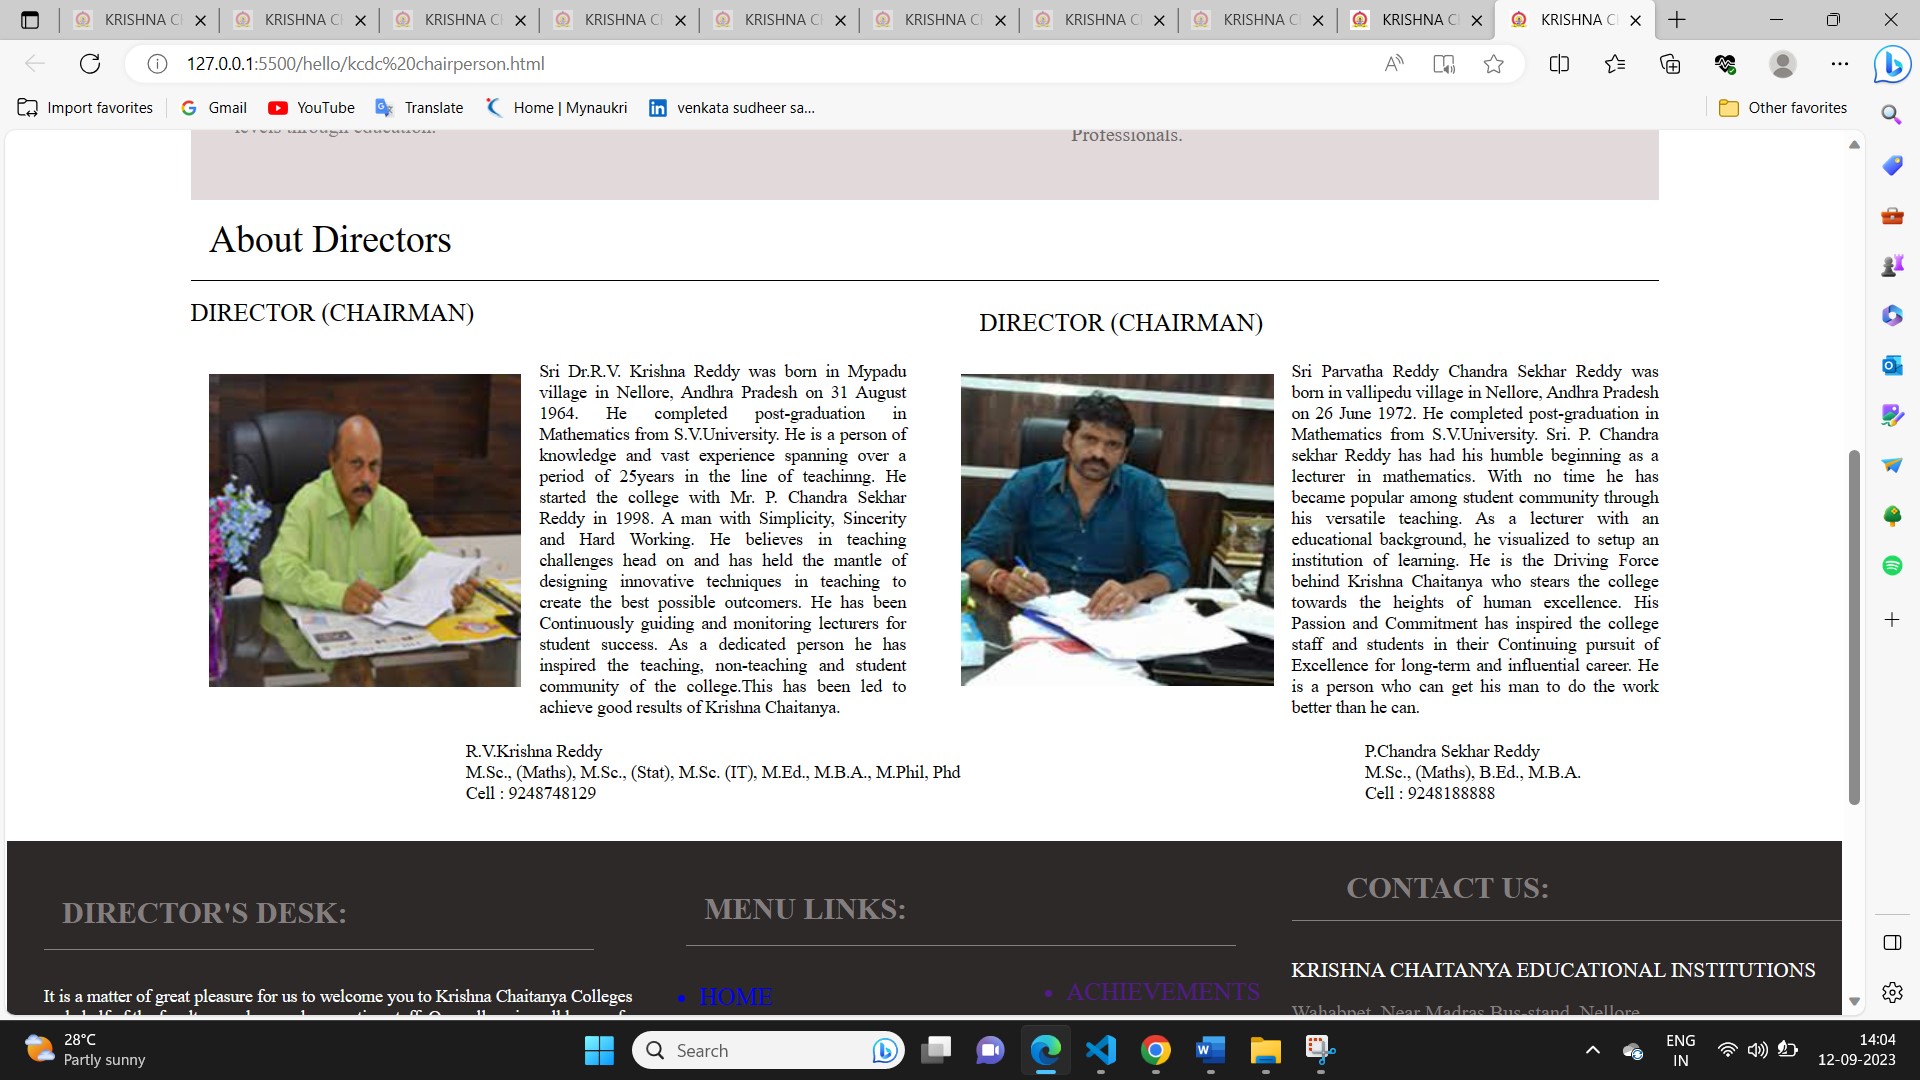 KRISHNA C
KRISHNA C
KRISHNA C
KRISHNA C
KRISHNA C
KRISHNA C
KRISHNA C
KRISHNA C
KRISHNA C
KRISHNA C
127.0.0.1:5500/hello/kcdc%20chairperson.html
Import favorites
Gmail
YouTube
Translate
Home | Mynaukri
venkata sudheer sa...
Other favorites
levels through education.
Professionals.
About Directors
DIRECTOR (CHAIRMAN)
Sri Dr.R.V. Krishna Reddy was born in Mypadu
village in Nellore, Andhra Pradesh on 31 August
1964. He completed post-graduation in
Mathematics from S.V.University. He is a person of
knowledge and vast experience spanning over a
period of 25years in the line of teachinng. He
started the college with Mr. P. Chandra Sekhar
Reddy in 1998. A man with Simplicity, Sincerity
and Hard Working. He believes in teaching
challenges head on and has held the mantle of
designing innovative techniques in teaching to
create the best possible outcomes. He has been
Continuously guiding and monitoring lecturers for
student success. As a dedicated person he has
inspired the teaching, non-teaching and student
community of the college.This has been led to
achieve good results of Krishna Chaitanya.
R.V.Krishna Reddy
M.Sc., (Maths), M.Sc., (Stat), M.Sc. (IT), M.Ed., M.B.A., M.Phil, Phd
Cell : 9248748129
DIRECTOR (CHAIRMAN)
Sri Parvatha Reddy Chandra Sekhar Reddy was
born in vallipedu village in Nellore, Andhra Pradesh
on 26 June 1972. He completed post-graduation in
Mathematics from S.V.University. Sri. P. Chandra
sekhar Reddy has had his humble beginning as a
lecturer in mathematics. With no time he has
became popular among student community through
his versatile teaching. As a lecturer with an
educational background, he visualized to setup an
institution of learning. He is the Driving Force
behind Krishna Chaitanya who stears the college
towards the heights of human excellence. His
Passion and Commitment has inspired the college
staff and students in their Continuing pursuit of
Excellence for long-term and influential career. He
is a person who can get his man to do the work
better than he can.
P.Chandra Sekhar Reddy
M.Sc., (Maths), B.Ed., M.B.A.
Cell : 9248188888
DIRECTOR'S DESK:
It is a matter of great pleasure for us to welcome you to Krishna Chaitanya Colleges
MENU LINKS:
HOME
ACHIEVEMENTS
CONTACT US:
KRISHNA CHAITANYA EDUCATIONAL INSTITUTIONS
Wahabpet, Near Madras Bus-stand, Nellore
28°C
Partly sunny
Search
ENG
IN
14:04
12-09-2023